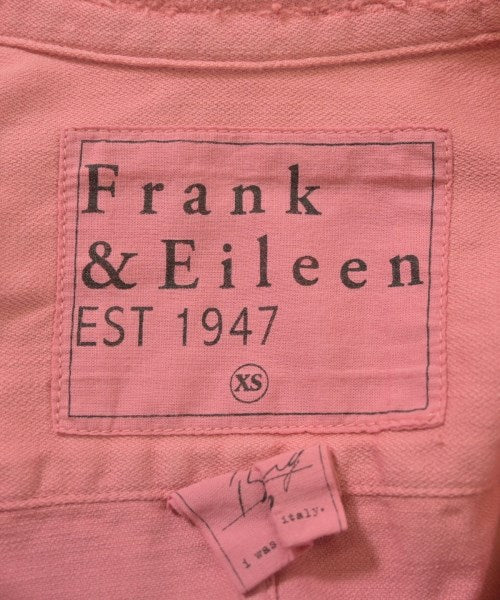 Frank
& Eileen
EST 1947
XS
i was
italy.